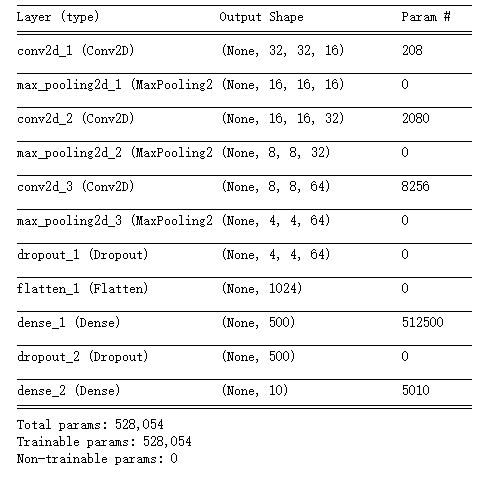 Layer (type) Output Shape Param #
conv2d_1 (Conv2D) (None, 32, 32, 16) 208
max_pooling2d_1 (MaxPooling2 (None, 16, 16, 16) 0
conv2d_2 (Conv2D) (None, 16, 16, 32) 2080
max_pooling2d_2 (MaxPooling2 (None, 8, 8, 32) 0
conv2d_3 (Conv2D) (None, 8, 8, 64) 8256
max_pooling2d_3 (MaxPooling2 (None, 4, 4, 64) 0
dropout_1 (Dropout) (None, 4, 4, 64) 0
flatten_1 (Flatten) (None, 1024) 0
dense_1 (Dense) (None, 500) 512500
dropout_2 (Dropout) (None, 500) 0
dense_2 (Dense) (None, 10) 5010
Total params: 528,054
Trainable params: 528,054
Non-trainable params: 0